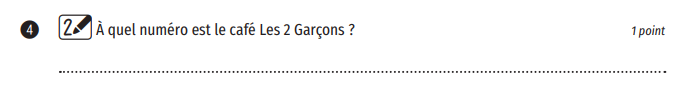 4 2 À quel numéro est le café Les 2 Garçons ? 1 point